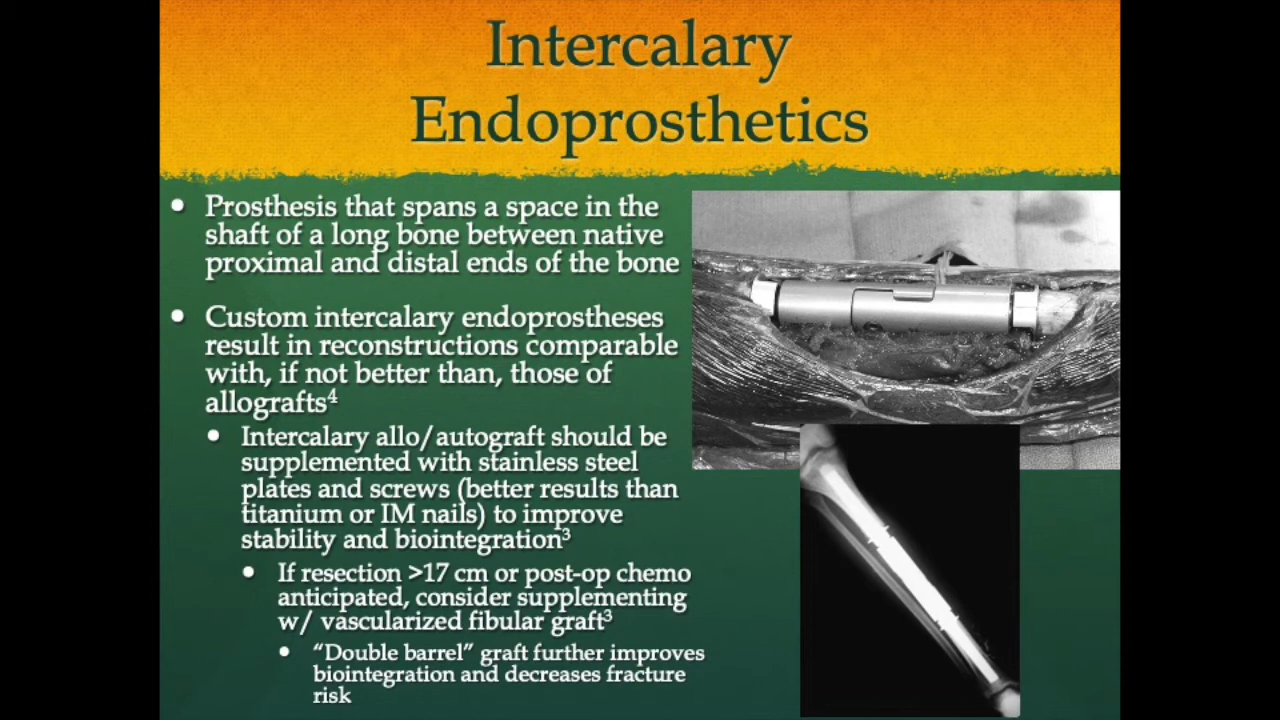 Intercalary
Endoprosthetics
• Prosthesis that spans a space in the
shaft of a long bone between native
proximal and distal ends of the bone
• Custom intercalary endoprostheses
result in reconstructions comparable
with, if not better than, those of
allografts⁴
• Intercalary allo/autograft should be
supplemented with stainless steel
plates and screws (better results than
titanium or IM nails) to improve
stability and biointegration³
• If resection >17 cm or post-op chemo
anticipated, consider supplementing
w/ vascularized fibular graft³
• “Double barrel” graft further improves
biointegration and decreases fracture
risk